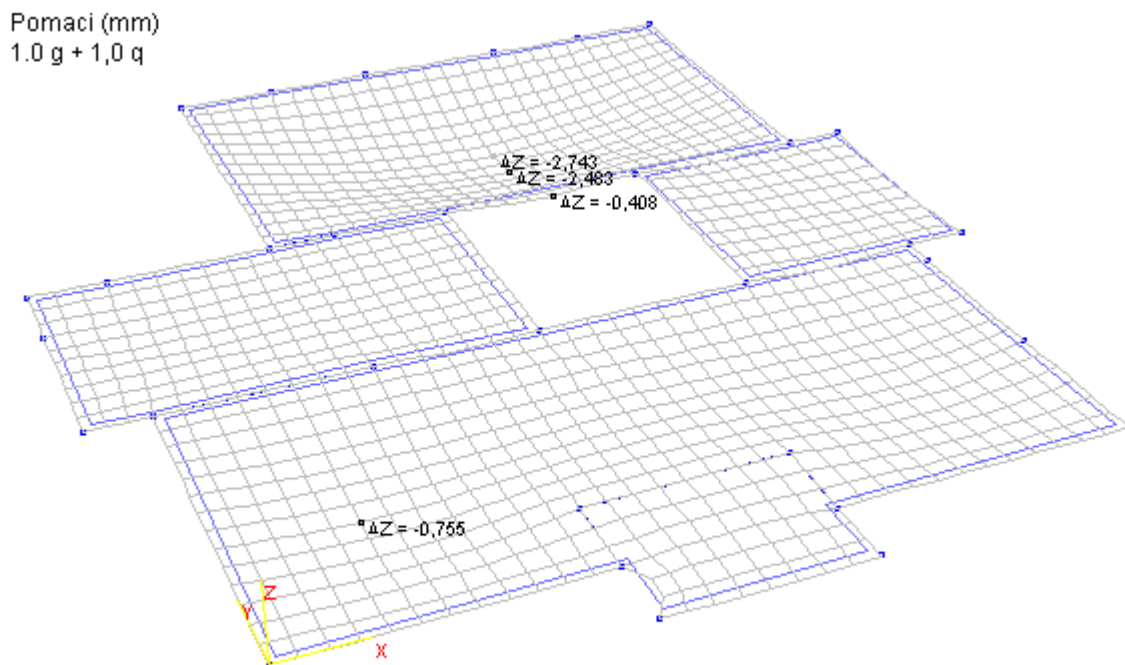 Pomaci (mm)
1.0 g + 1,0 q
ΔZ = -2,743
ΔZ = -2,483
ΔZ = -0,408
ΔZ = -0,755
Z
Y
X